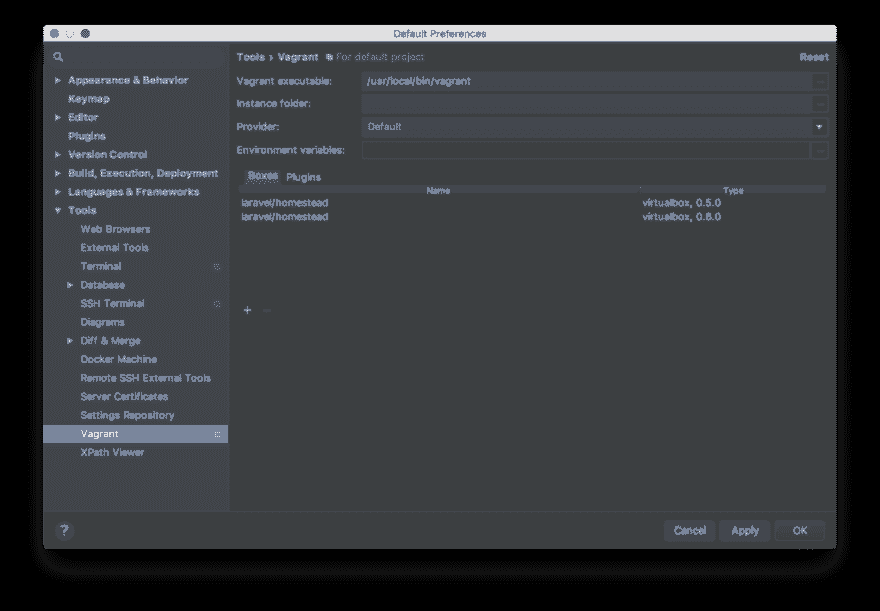 Default Preferences
Tools › Vagrant For default project Reset
Appearance & Behavior
Keymap
Editor
Plugins
Version Control
Build, Execution, Deployment
Languages & Frameworks
Tools
Web Browsers
External Tools
Terminal
Database
SSH Terminal
Diagrams
Diff & Merge
Docker Machine
Remote SSH External Tools
Server Certificates
Settings Repository
Vagrant
XPath Viewer
Vagrant executable: /usr/local/bin/vagrant ...
Instance folder: ...
Provider: Default
Environment variables: ...
Boxes Plugins
Name Type
laravel/homestead virtualbox, 0.5.0
laravel/homestead virtualbox, 0.6.0
+ −
? Cancel Apply OK